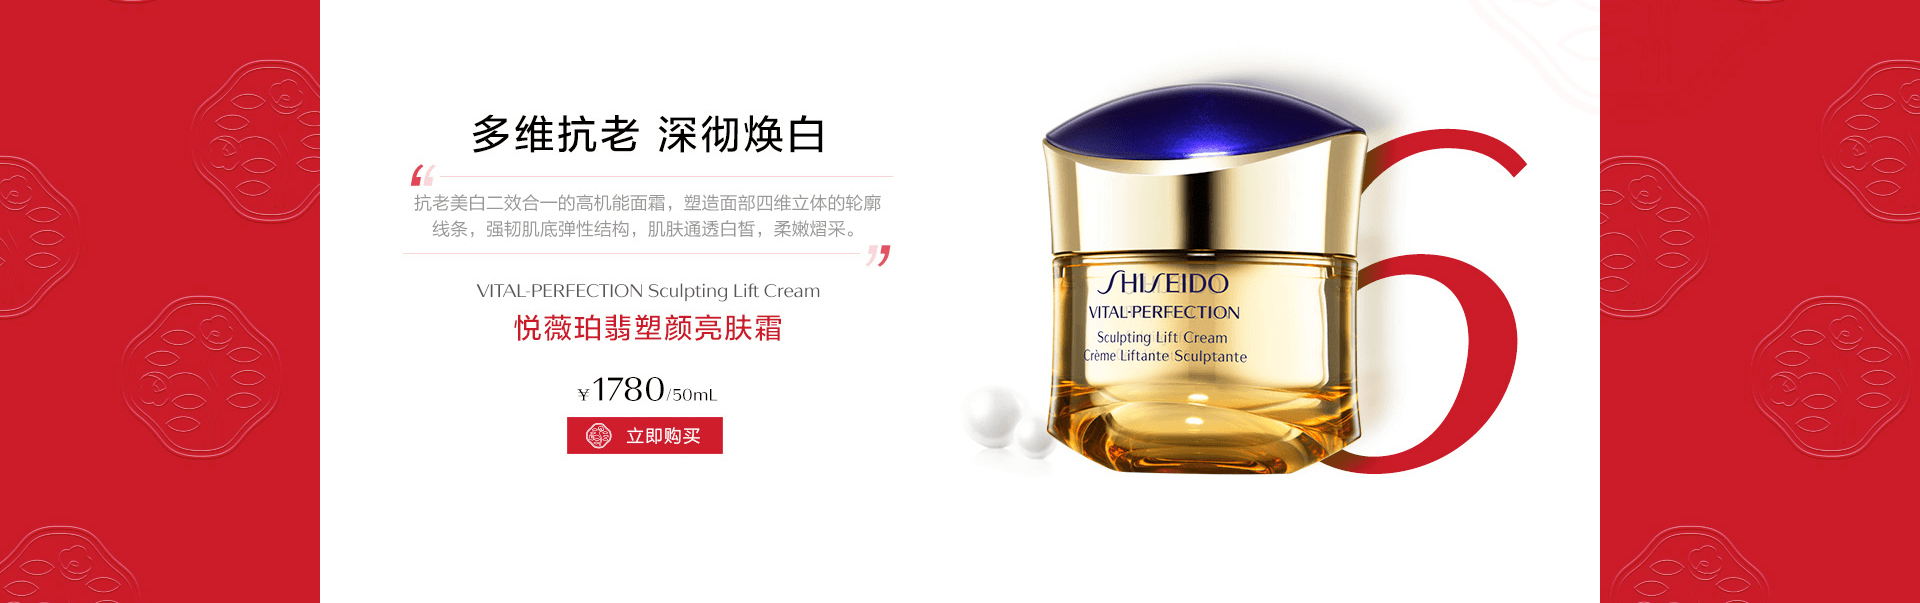 多维抗老 深彻焕白
“
抗老美白二效合一的高机能面霜，塑造面部四维立体的轮廓
线条，强韧肌底弹性结构，肌肤通透白皙，柔嫩熠采。
”
VITAL-PERFECTION Sculpting Lift Cream
悦薇珀翡塑颜亮肤霜
¥1780/50mL
立即购买
SHISEIDO
VITAL-PERFECTION
Sculpting Lift Cream
Crème Liftante Sculptante
6